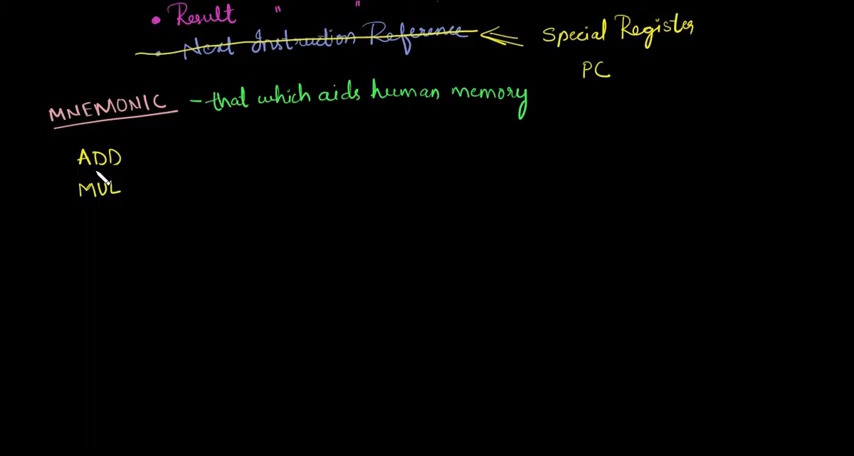 • Result " "
• Next Instruction Reference
Special Register
PC
MNEMONIC - that which aids human memory
ADD
MUL